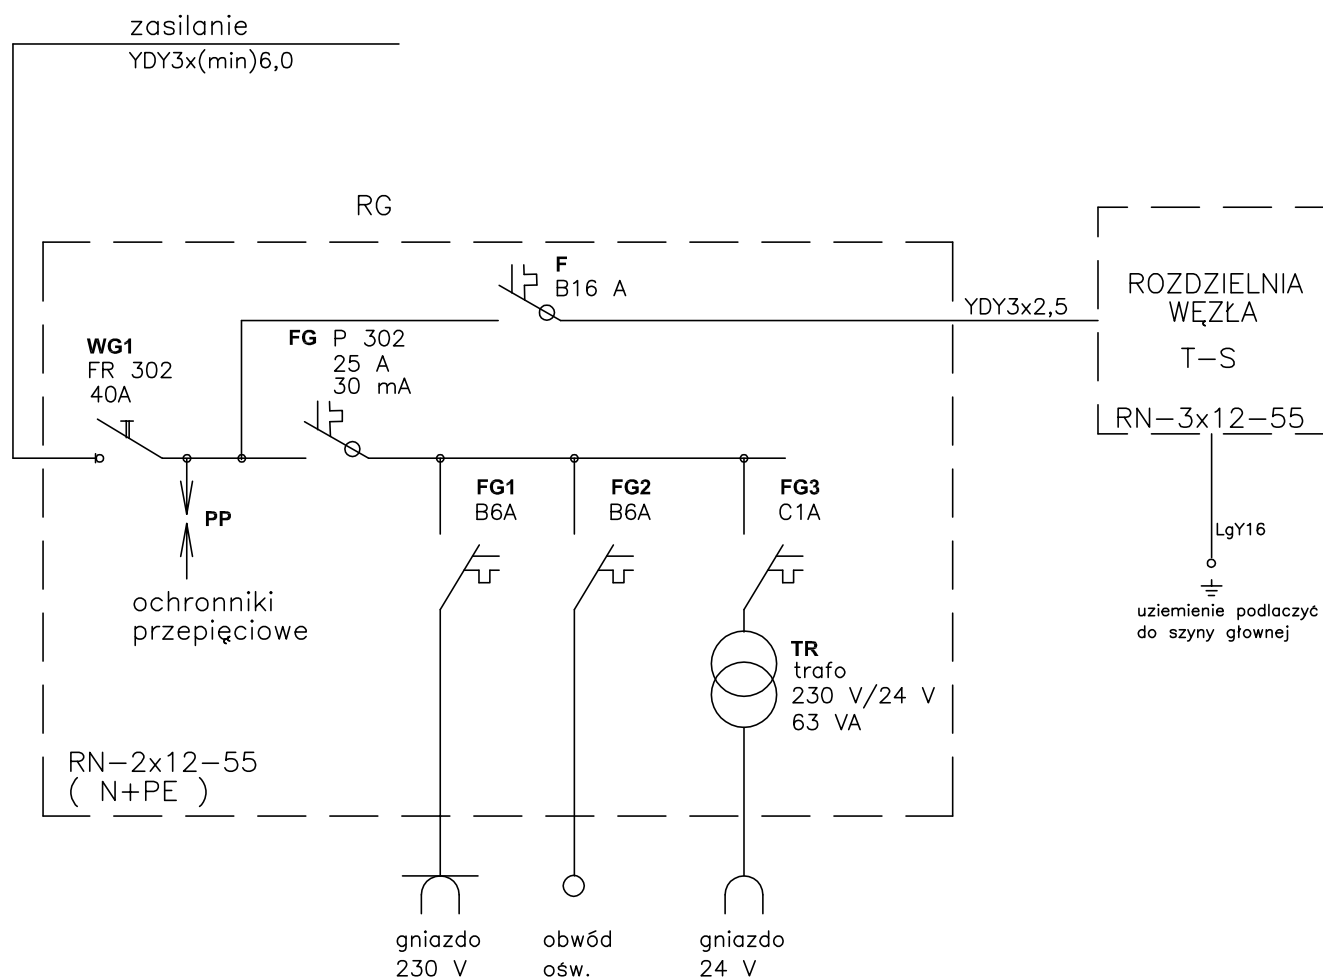 zasilanie
YDY3x(min)6,0
RG
F
B16 A
YDY3x2,5
ROZDZIELNIA
WĘZŁA
T-S
RN-3x12-55
WG1
FR 302
40A
FG P 302
25 A
30 mA
FG1
B6A
FG2
B6A
FG3
C1A
PP
ochronniki
przepięciowe
LgY16
uziemienie podlaczyć
do szyny głownej
TR
trafo
230 V/24 V
63 VA
RN-2x12-55
( N+PE )
gniazdo
230 V
obwód
ośw.
gniazdo
24 V